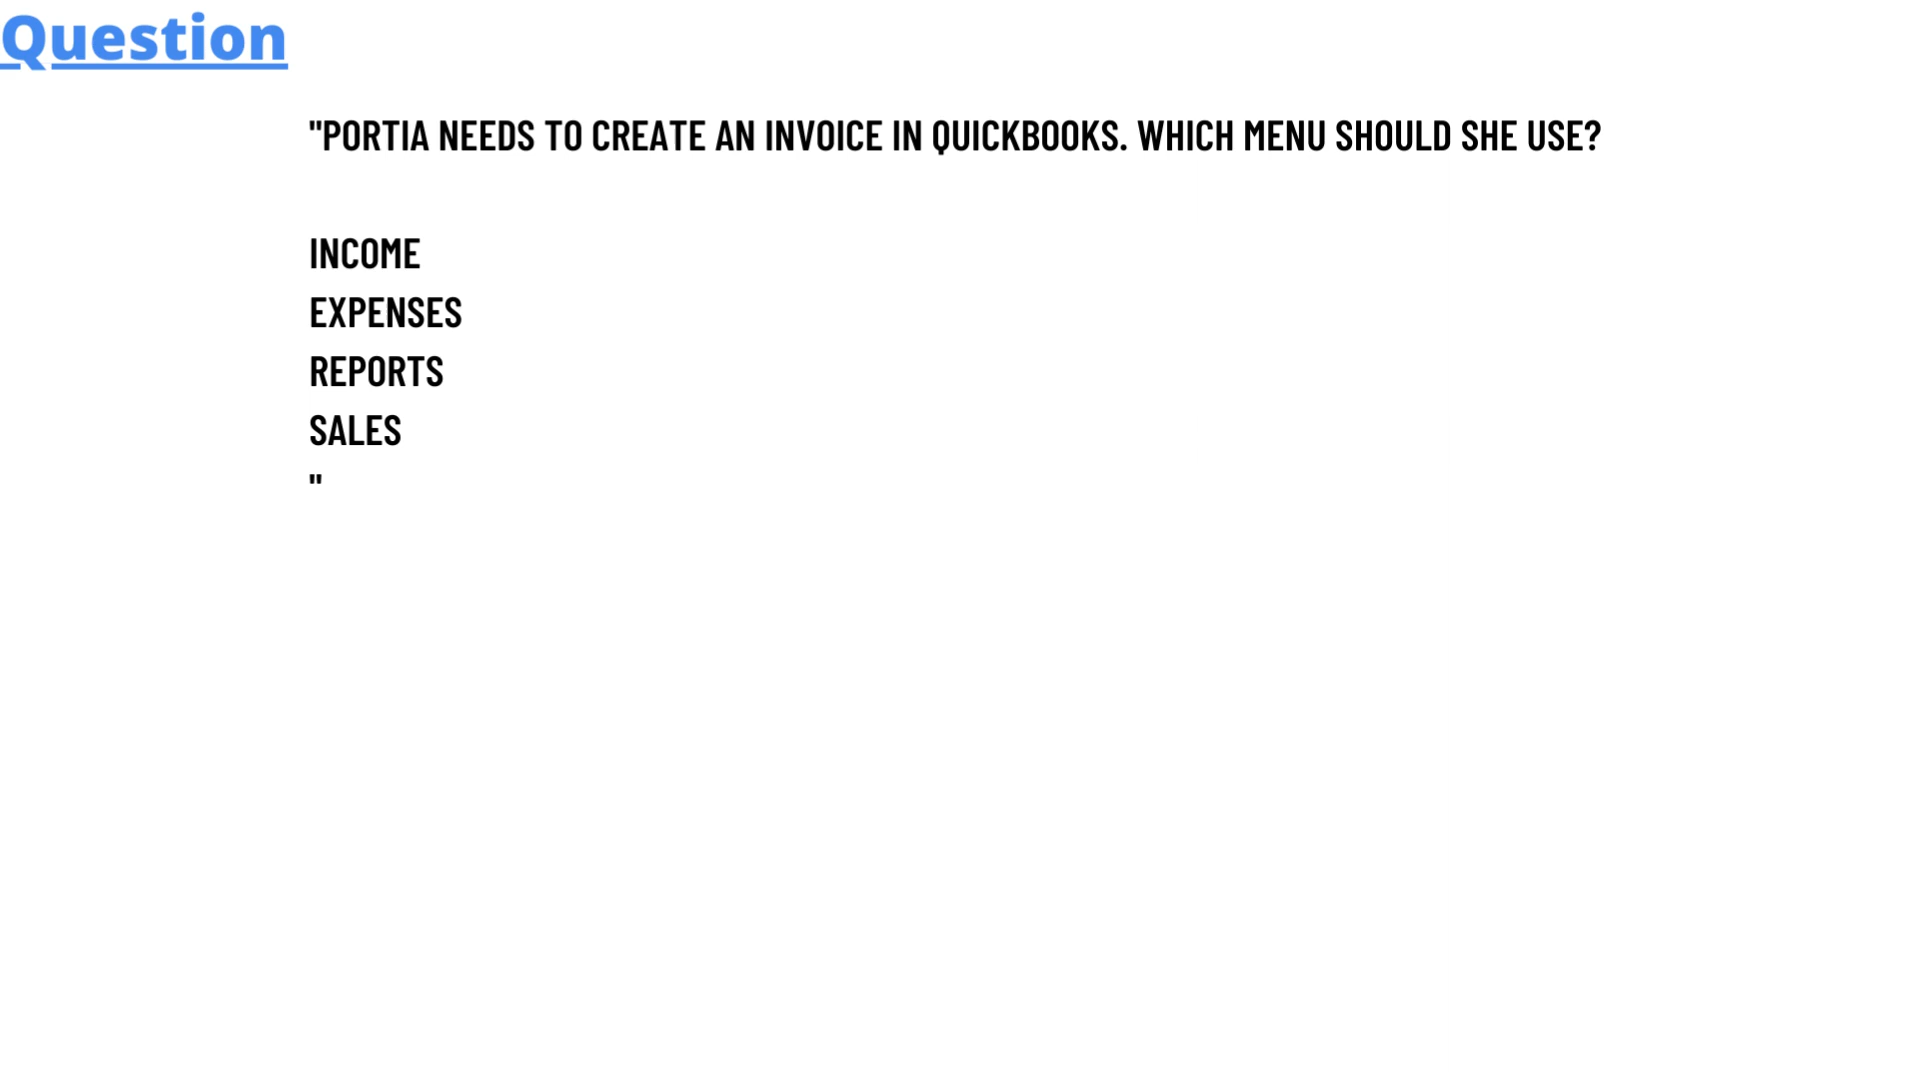 Question
"PORTIA NEEDS TO CREATE AN INVOICE IN QUICKBOOKS. WHICH MENU SHOULD SHE USE?
INCOME
EXPENSES
REPORTS
SALES
"